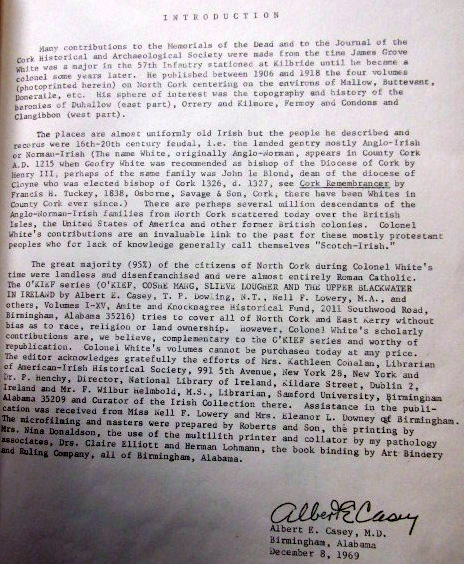 INTRODUCTION
Many contributions to the Memorials of the Dead and to the Journal of the
Cork Historical and Archaeological Society were made from the time James Grove
White was a major in the 57th Infantry stationed at Kilbride until he became a
colonel some years later. He published between 1906 and 1918 the four volumes
(photoprinted herein) on North Cork centering on the environs of Mallow, Buttevant,
Doneraile, etc. His sphere of interest was the topography and history of the
baronies of Duhallow (east part), Orrery and Kilmore, Fermoy and Condons and
Clangibbon (west part).
The places are almost uniformly old Irish but the people he described and
records were 16th-20th century feudal, i.e. the landed gentry mostly Anglo-Irish
or Norman-Irish (The name White, originally Anglo-Norman, appears in County Cork
A.D. 1215 when Geofry White was recommended as bishop of the Diocese of Cork by
Henry III, perhaps of the same family was John le Blond, dean of the diocese of
Cloyne who was elected bishop of Cork 1326, d. 1327, see Cork Remembrancer by
Francis H. Tuckey, 1838, Osborne, Savage & Son, Cork, there have been Whites in
County Cork ever since.) There are perhaps several million descendants of the
Anglo-Norman-Irish families from North Cork scattered today over the British
Isles, the United States of America and other former British colonies. Colonel
White's contributions are an invaluable link to the past for these mostly protestant
peoples who for lack of knowledge generally call themselves "Scotch-Irish."
The great majority (95%) of the citizens of North Cork during Colonel White's
time were landless and disenfranchised and were almost entirely Roman Catholic.
The O'KIEF series (O'KIEF, COSHE MANG, SLIEVE LOUGHER AND THE UPPER BLACKWATER
IN IRELAND by Albert E. Casey, T. P. Dowling, N.T., Nell F. Lowery, M.A., and
others, Volumes I-XV, Amite and Knocknagree Historical Fund, 2011 Southwood Road,
Birmingham, Alabama 35216) tries to cover all of North Cork and East Kerry without
bias as to race, religion or land ownership. However, Colonel White's scholarly
contributions are, we believe, complementary to the O'KIEF series and worthy of
republication. Colonel White's volumes cannot be purchased today at any price.
The editor acknowledges gratefully the efforts of Mrs. Kathleen Conalan, Librarian
of American-Irish Historical Society, 991 5th Avenue, New York 28, New York and
Dr. P. Henchy, Director, National Library of Ireland, Kildare Street, Dublin 2,
Ireland and Mr. F. Wilbur Helmbold, M.S., Librarian, Samford University, Birmingham
Alabama 35209 and Curator of the Irish Collection there. Assistance in the publi-
cation was received from Miss Nell F. Lowery and Mrs. Eleanor L. Downey of Birmingham.
The microfilming and masters were prepared by Roberts and Son, the printing by
Mrs. Nina Donaldson, the use of the multilith printer and collator by my pathology
associates, Drs. Claire Elliott and Herman Lohmann, the book binding by Art Bindery
and Ruling Company, all of Birmingham, Alabama.
Albert E Casey
Albert E. Casey, M.D.
Birmingham, Alabama
December 8, 1969